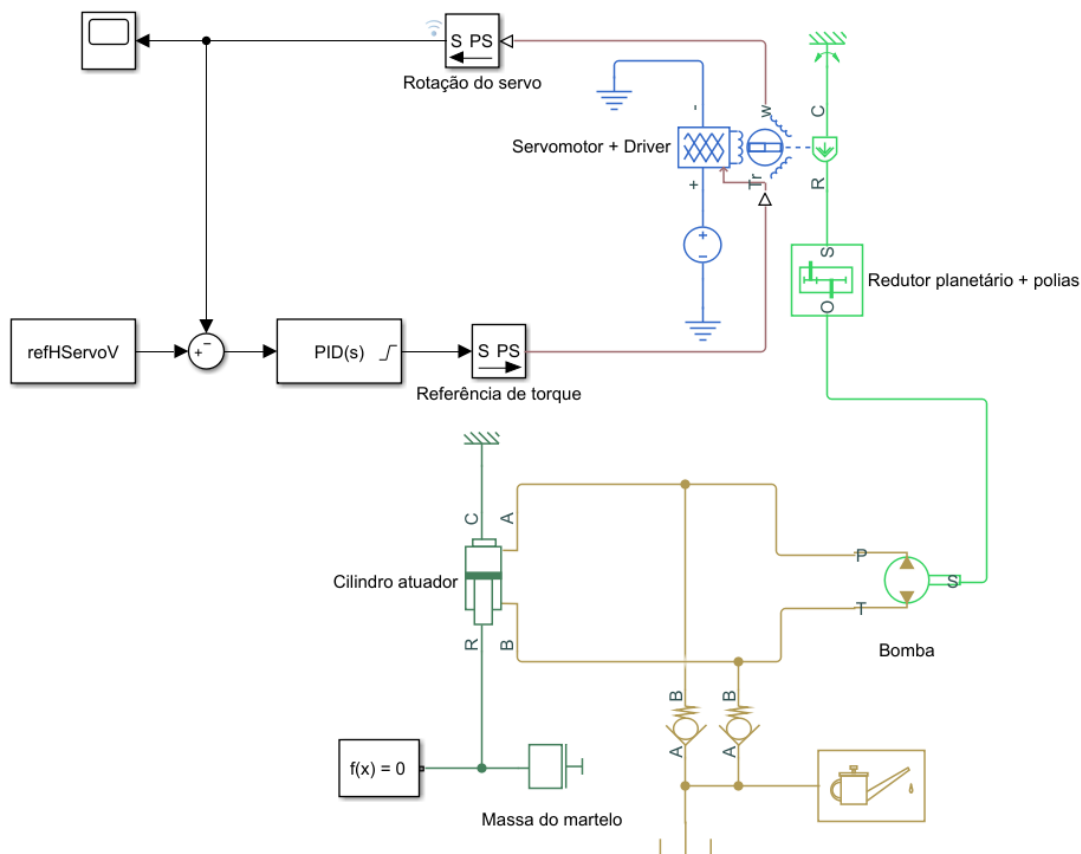 S PS
Rotação do servo
-
w
C
Servomotor + Driver
+
Tr
R
+
-
S
Redutor planetário + polias
O
refHServoV
+
-
PID(s)
S PS
Referência de torque
C
A
P
Cilindro atuador
S
T
R
B
Bomba
B
B
A
A
f(x) = 0
Massa do martelo